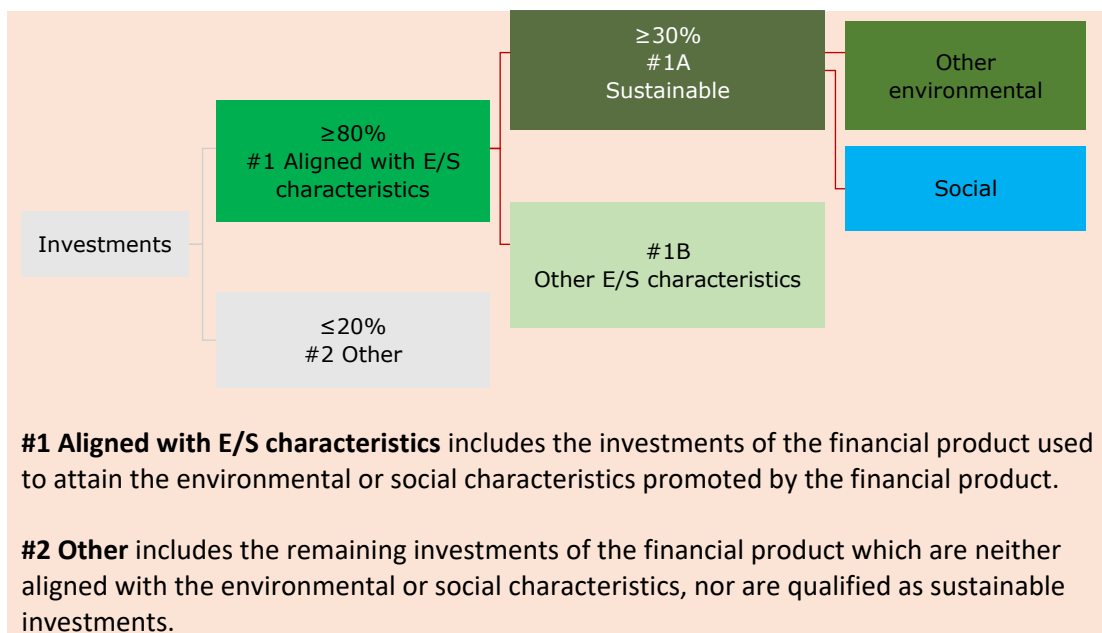 ≥30%
#1A
Sustainable
Other
environmental
≥80%
#1 Aligned with E/S
characteristics
Social
Investments
#1B
Other E/S characteristics
≤20%
#2 Other
#1 Aligned with E/S characteristics includes the investments of the financial product used
to attain the environmental or social characteristics promoted by the financial product.
#2 Other includes the remaining investments of the financial product which are neither
aligned with the environmental or social characteristics, nor are qualified as sustainable
investments.